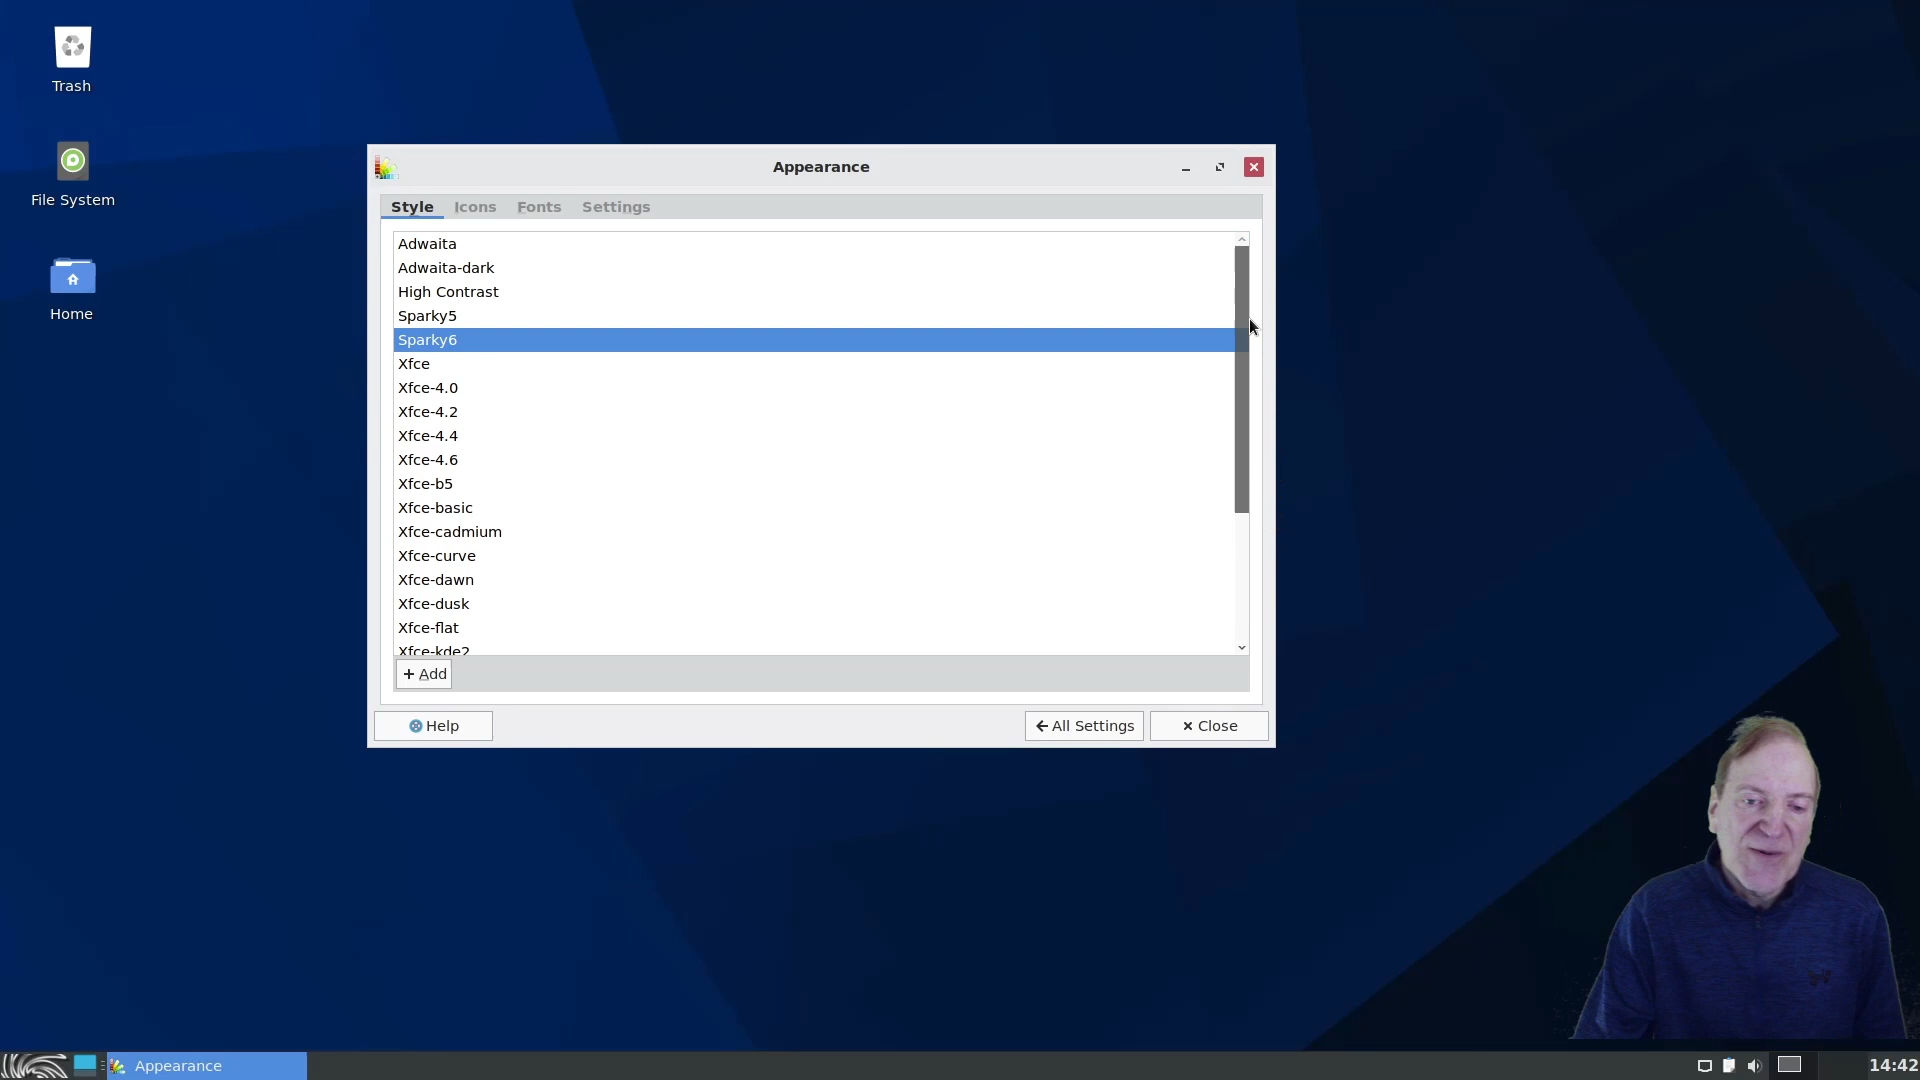 Trash
File System
Home
Appearance
Style Icons Fonts Settings
Adwaita
Adwaita-dark
High Contrast
Sparky5
Sparky6
Xfce
Xfce-4.0
Xfce-4.2
Xfce-4.4
Xfce-4.6
Xfce-b5
Xfce-basic
Xfce-cadmium
Xfce-curve
Xfce-dawn
Xfce-dusk
Xfce-flat
Xfce-kde2
Add
Help
All Settings
Close
Appearance
14:42